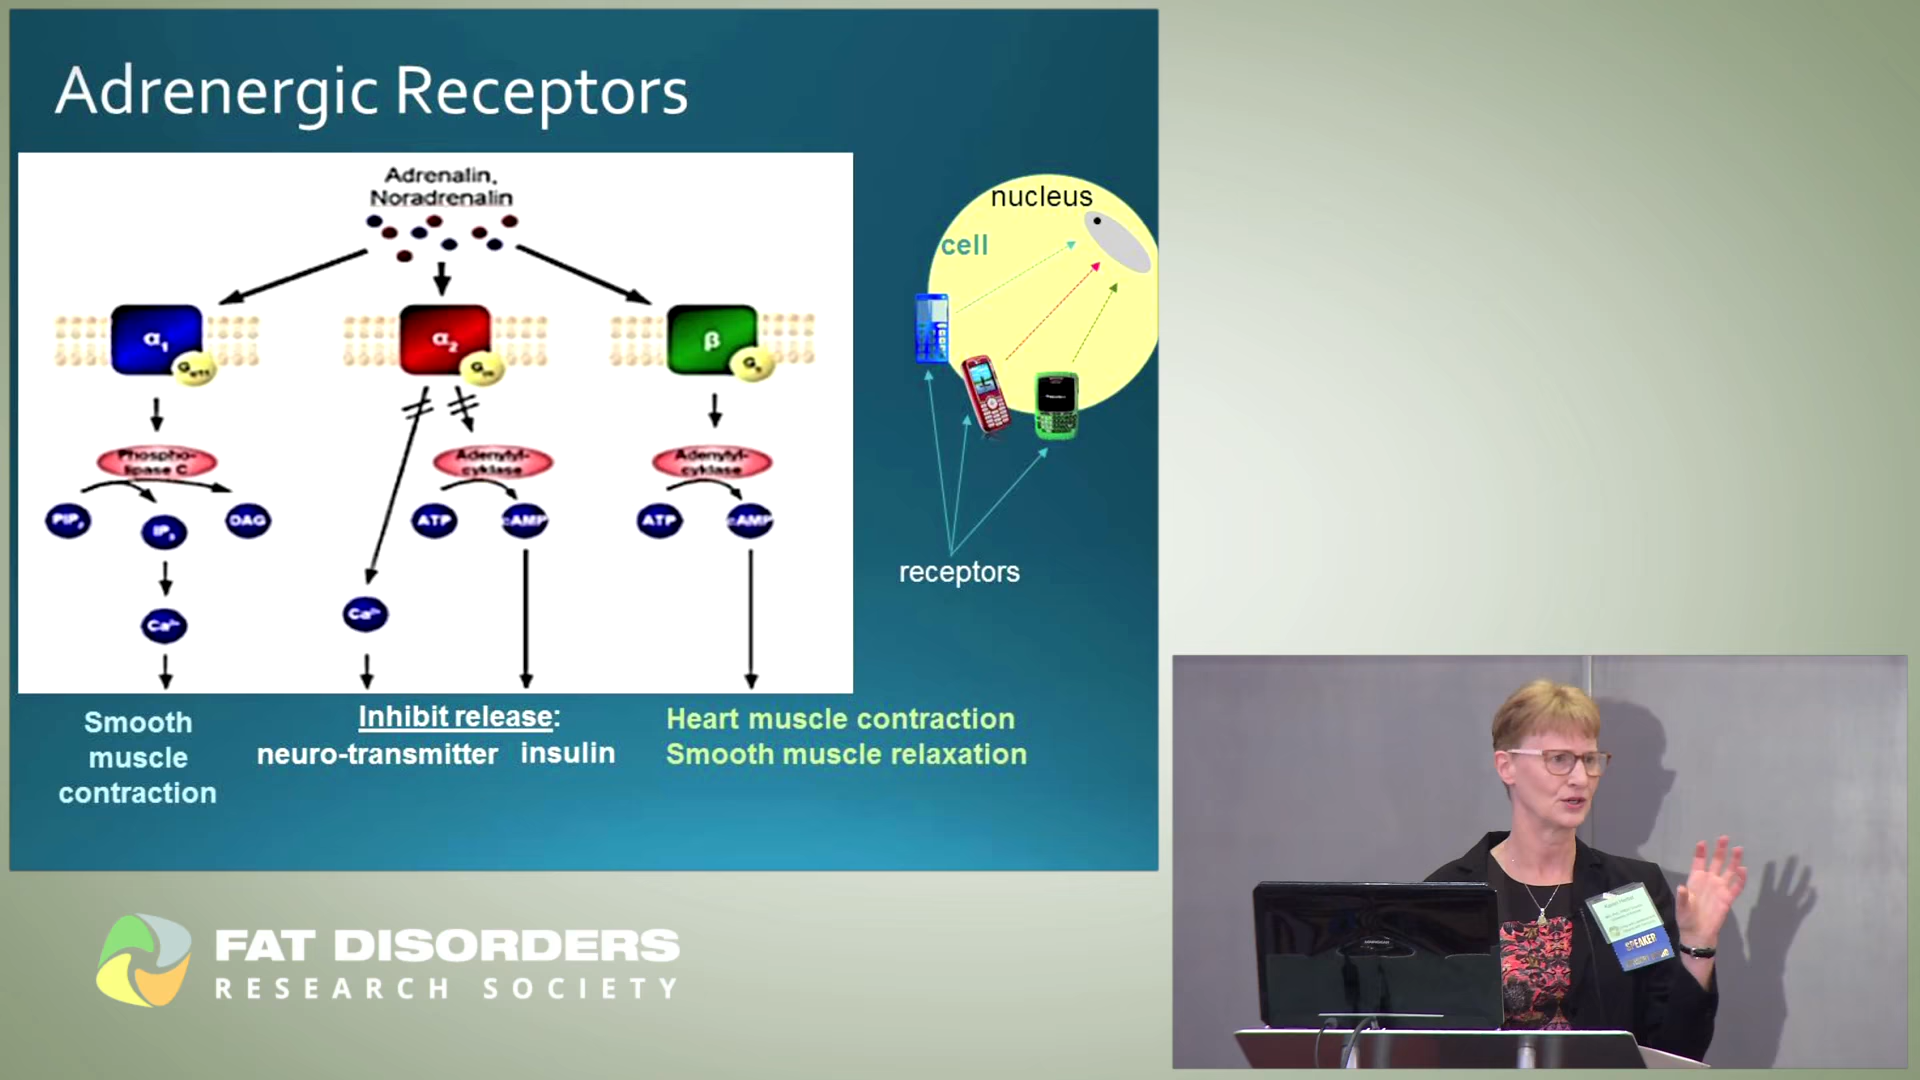 Adrenergic Receptors
Adrenalin,
Noradrenalin
nucleus
cell
α1
α2
β
Phospho-
lipase C
Adenylyl-
cyklase
Adenylyl-
cyklase
PIP2
IP3
DAG
ATP
cAMP
ATP
cAMP
Ca2+
Ca2+
receptors
Smooth
muscle
contraction
Inhibit release:
neuro-transmitter insulin
Heart muscle contraction
Smooth muscle relaxation
FAT DISORDERS
RESEARCH SOCIETY
SPEAKER